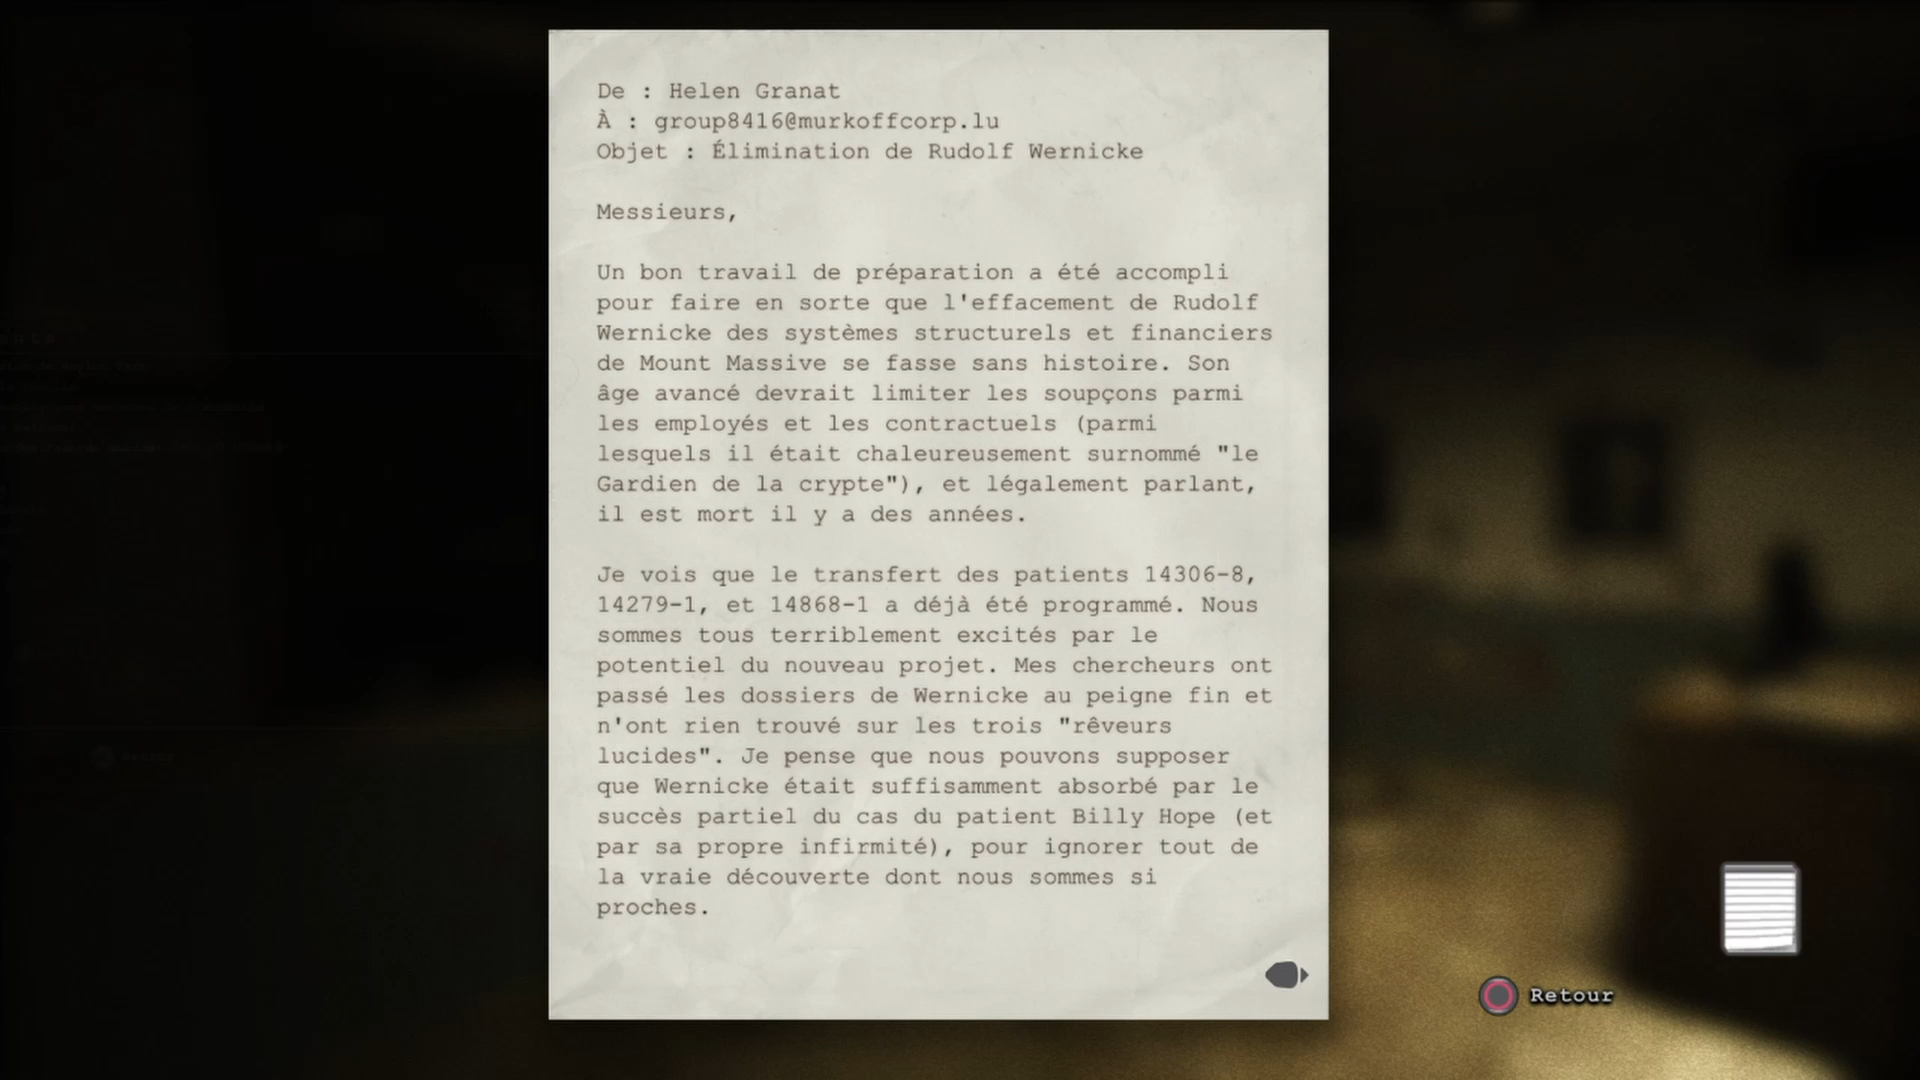 De : Helen Granat
À : group8416@murkoffcorp.lu
Objet : Élimination de Rudolf Wernicke
Messieurs,
Un bon travail de préparation a été accompli
pour faire en sorte que l'effacement de Rudolf
Wernicke des systèmes structurels et financiers
de Mount Massive se fasse sans histoire. Son
âge avancé devrait limiter les soupçons parmi
les employés et les contractuels (parmi
lesquels il était chaleureusement surnommé "le
Gardien de la crypte"), et légalement parlant,
il est mort il y a des années.
Je vois que le transfert des patients 14306-8,
14279-1, et 14868-1 a déjà été programmé. Nous
sommes tous terriblement excités par le
potentiel du nouveau projet. Mes chercheurs ont
passé les dossiers de Wernicke au peigne fin et
n'ont rien trouvé sur les trois "rêveurs
lucides". Je pense que nous pouvons supposer
que Wernicke était suffisamment absorbé par le
succès partiel du cas du patient Billy Hope (et
par sa propre infirmité), pour ignorer tout de
la vraie découverte dont nous sommes si
proches.
Retour